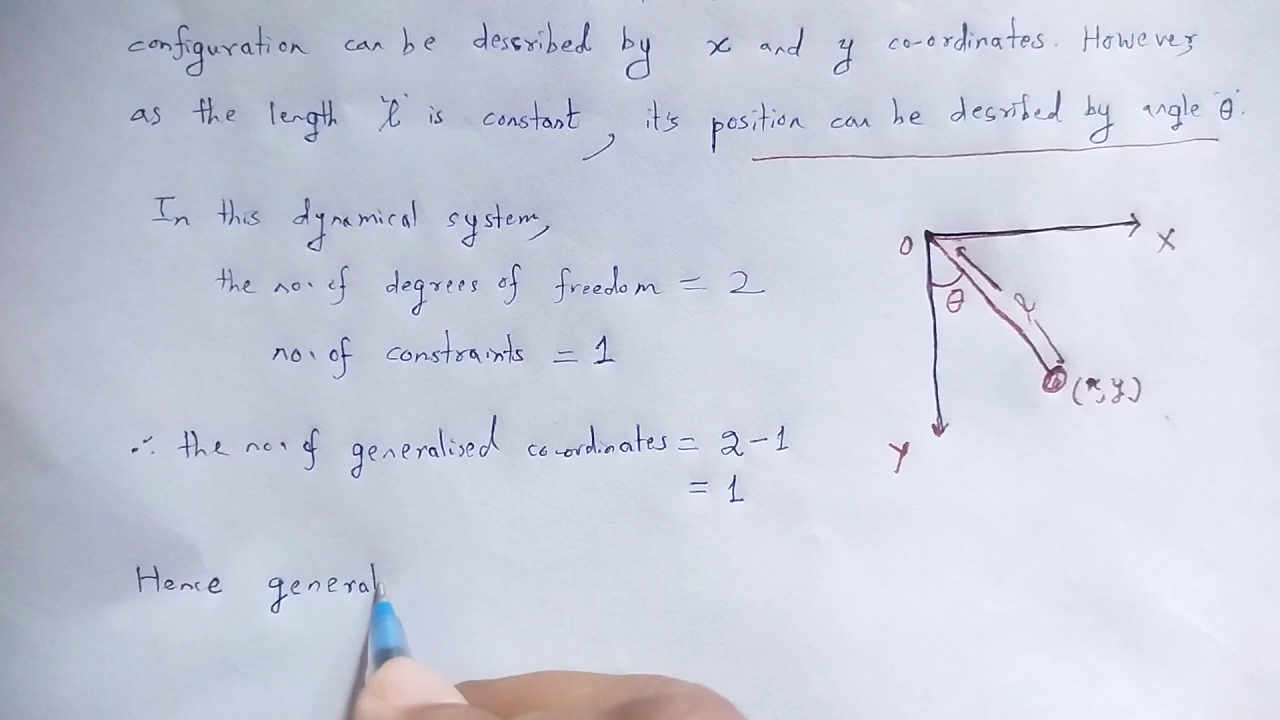 configuration can be described by x and y co-ordinates. However
as the length 'l' is constant, it's position can be described by angle 'θ'.
In this dynamical system,
the no. of degrees of freedom = 2
no. of constraints = 1
∴ the no. of generalised co-ordinates = 2-1
= 1
Hence general
O
X
θ
l
(x,y)
Y